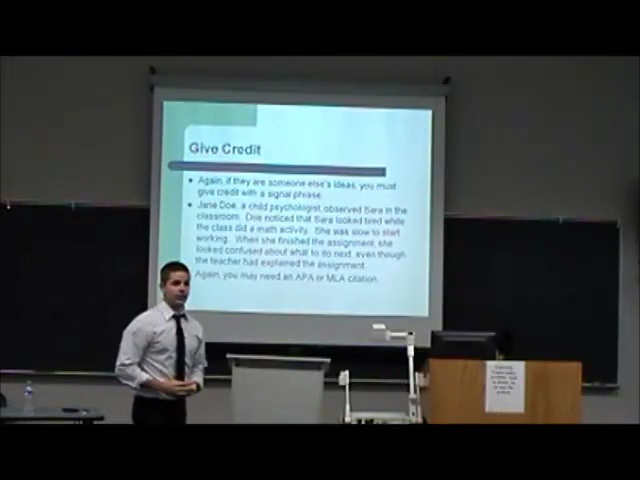 Give Credit
Again, if they are someone else's ideas, you must
give credit with a signal phrase.
Jane Doe, a child psychologist, observed Sara in the
classroom. Doe noticed that Sara looked tired while
the class did a math activity. She was slow to start
working. When she finished the assignment, she
looked confused about what to do next, even though
the teacher had explained the assignment.
Again, you may need an APA or MLA citation.